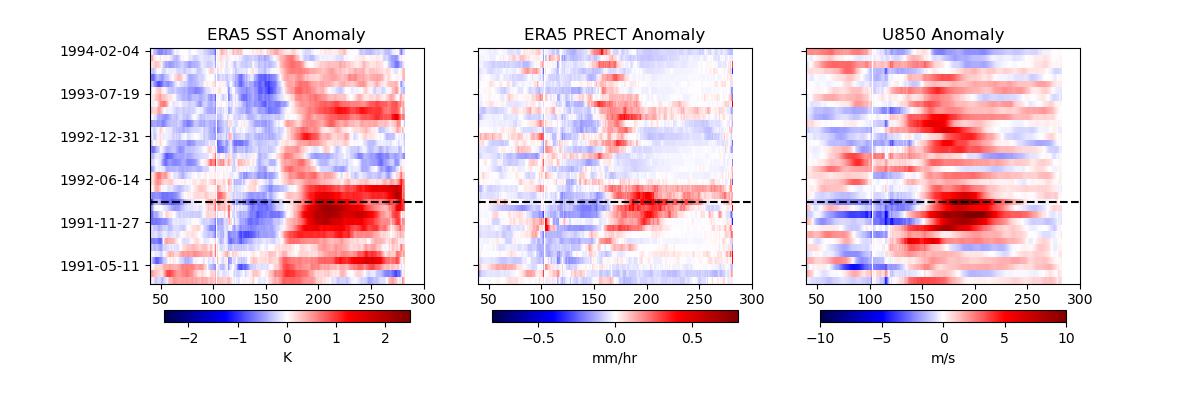 ERA5 SST Anomaly
1994-02-04
1993-07-19
1992-12-31
1992-06-14
1991-11-27
1991-05-11
50 100 150 200 250 300
−2 −1 0 1 2
K
ERA5 PRECT Anomaly
50 100 150 200 250 300
−0.5 0.0 0.5
mm/hr
U850 Anomaly
50 100 150 200 250 300
−10 −5 0 5 10
m/s